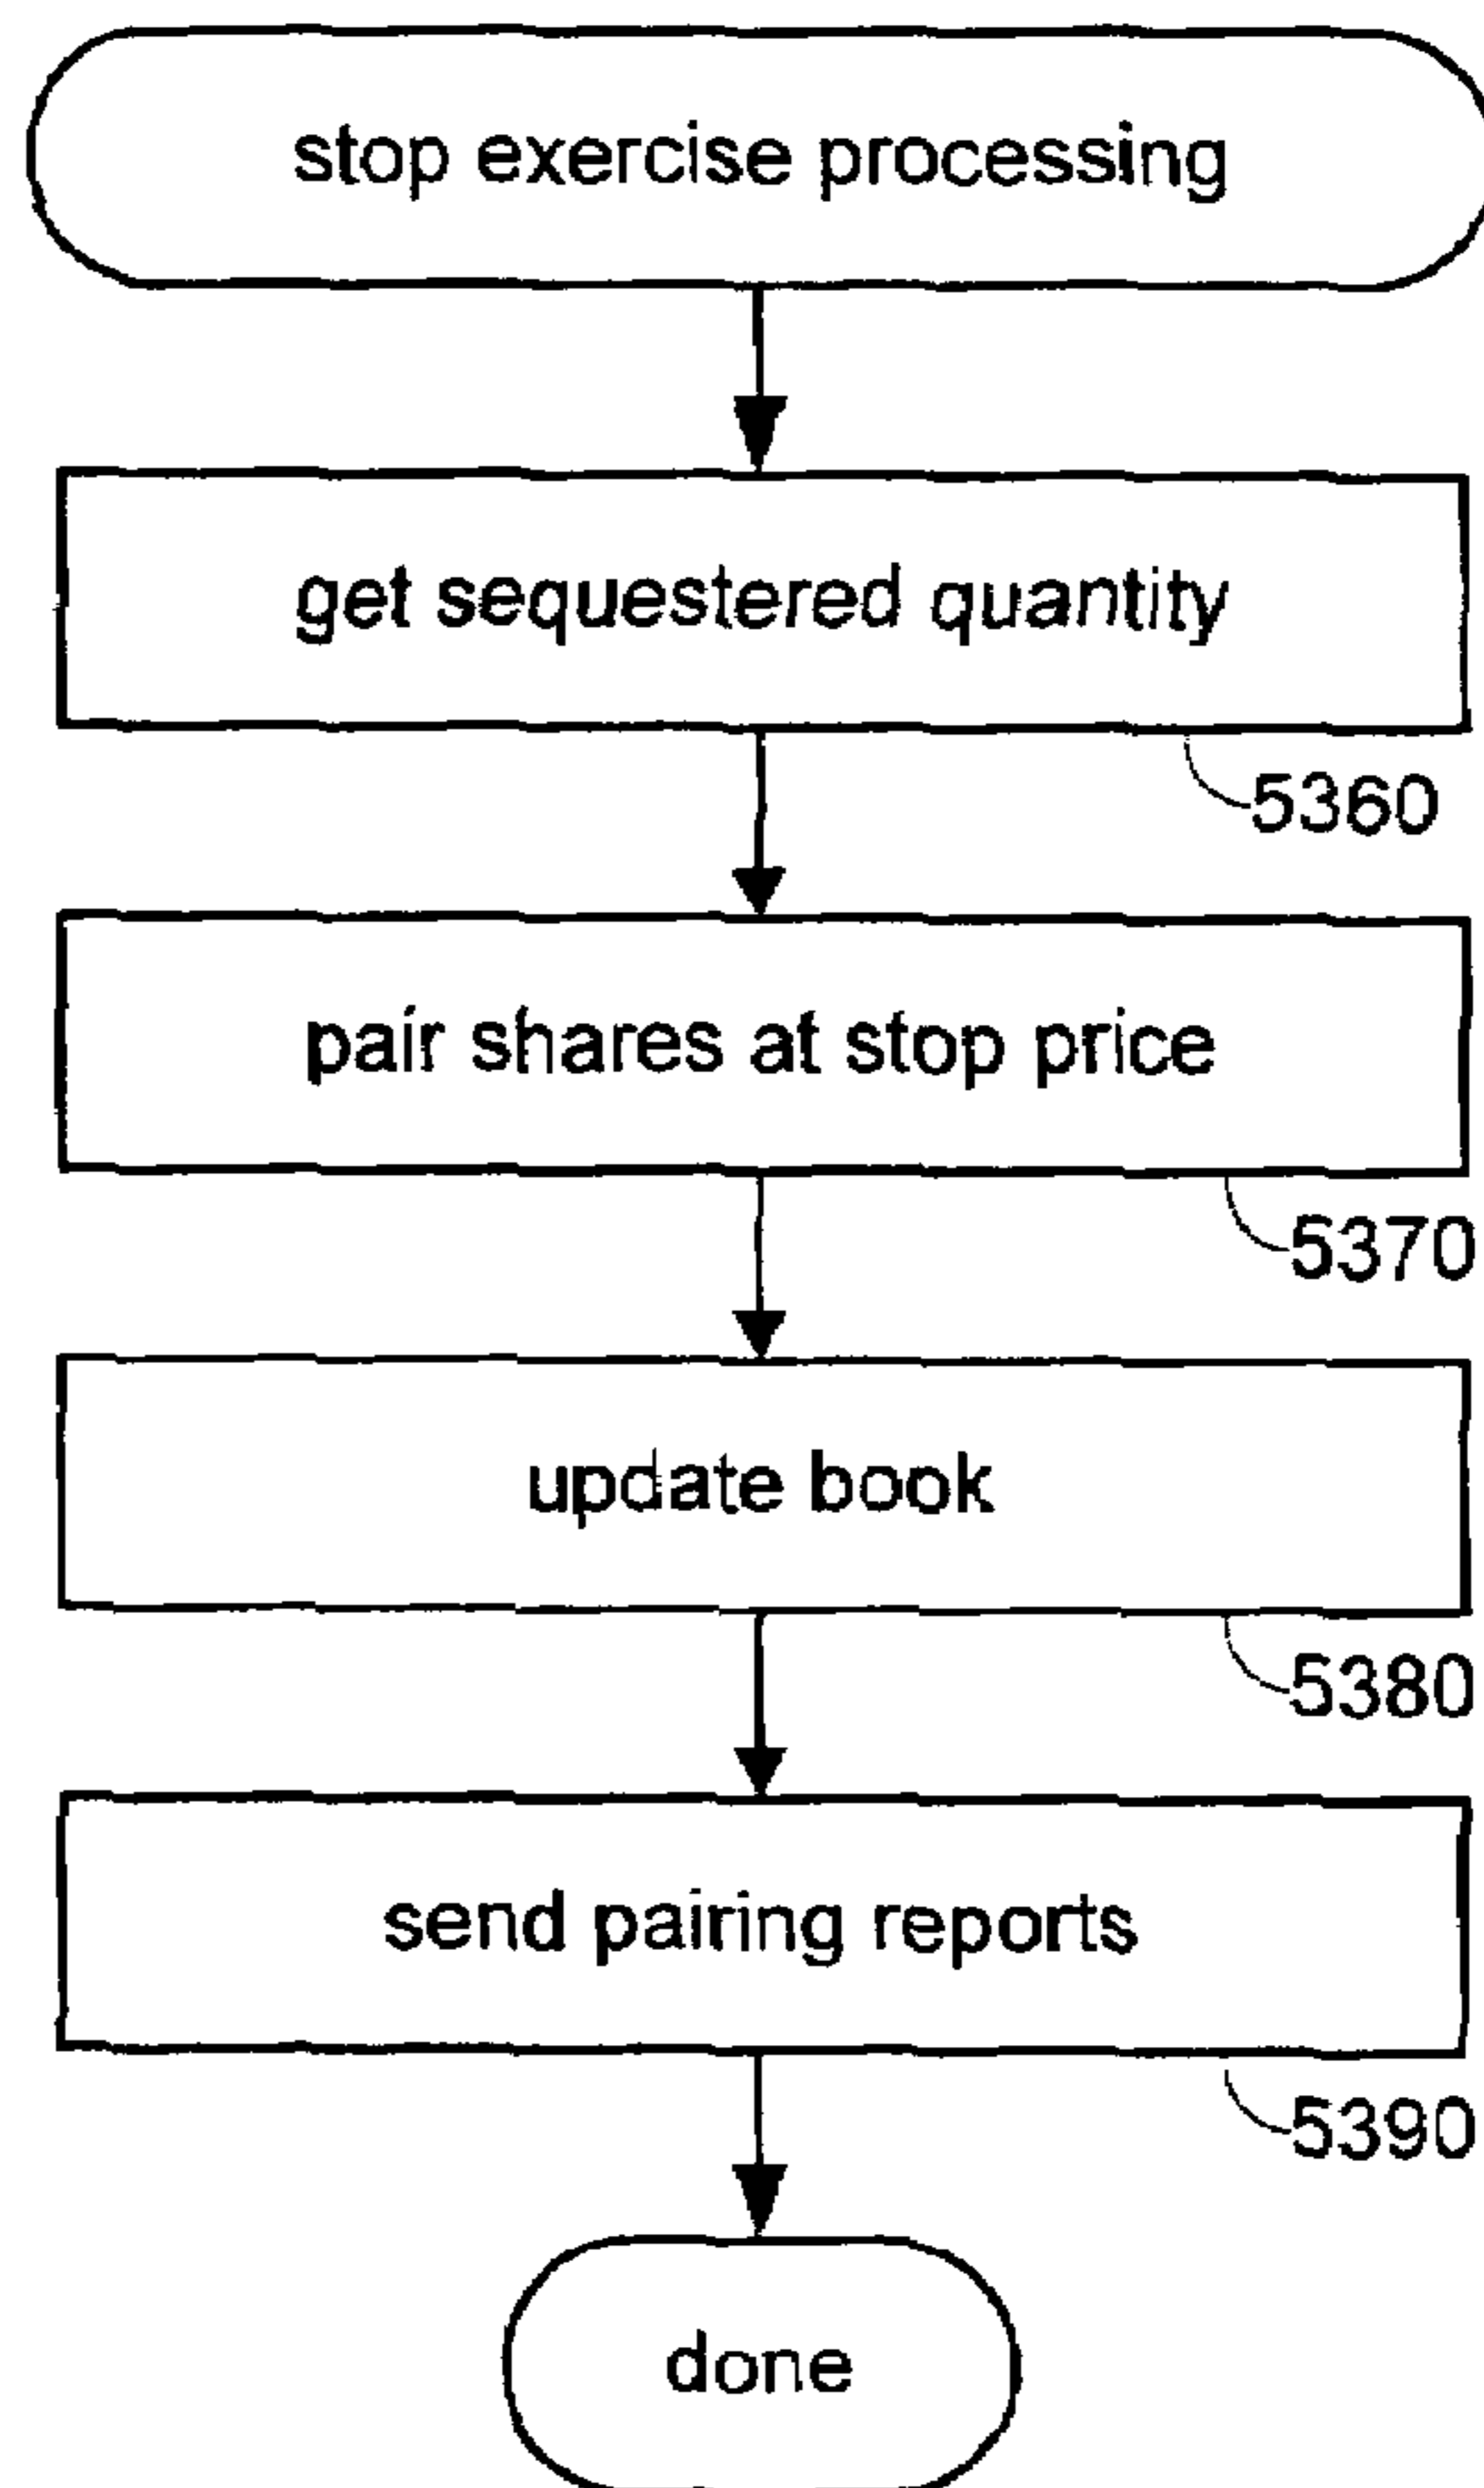 stop exercise processing
get sequestered quantity
5360
pair shares at stop price
5370
update book
5380
send pairing reports
5390
done